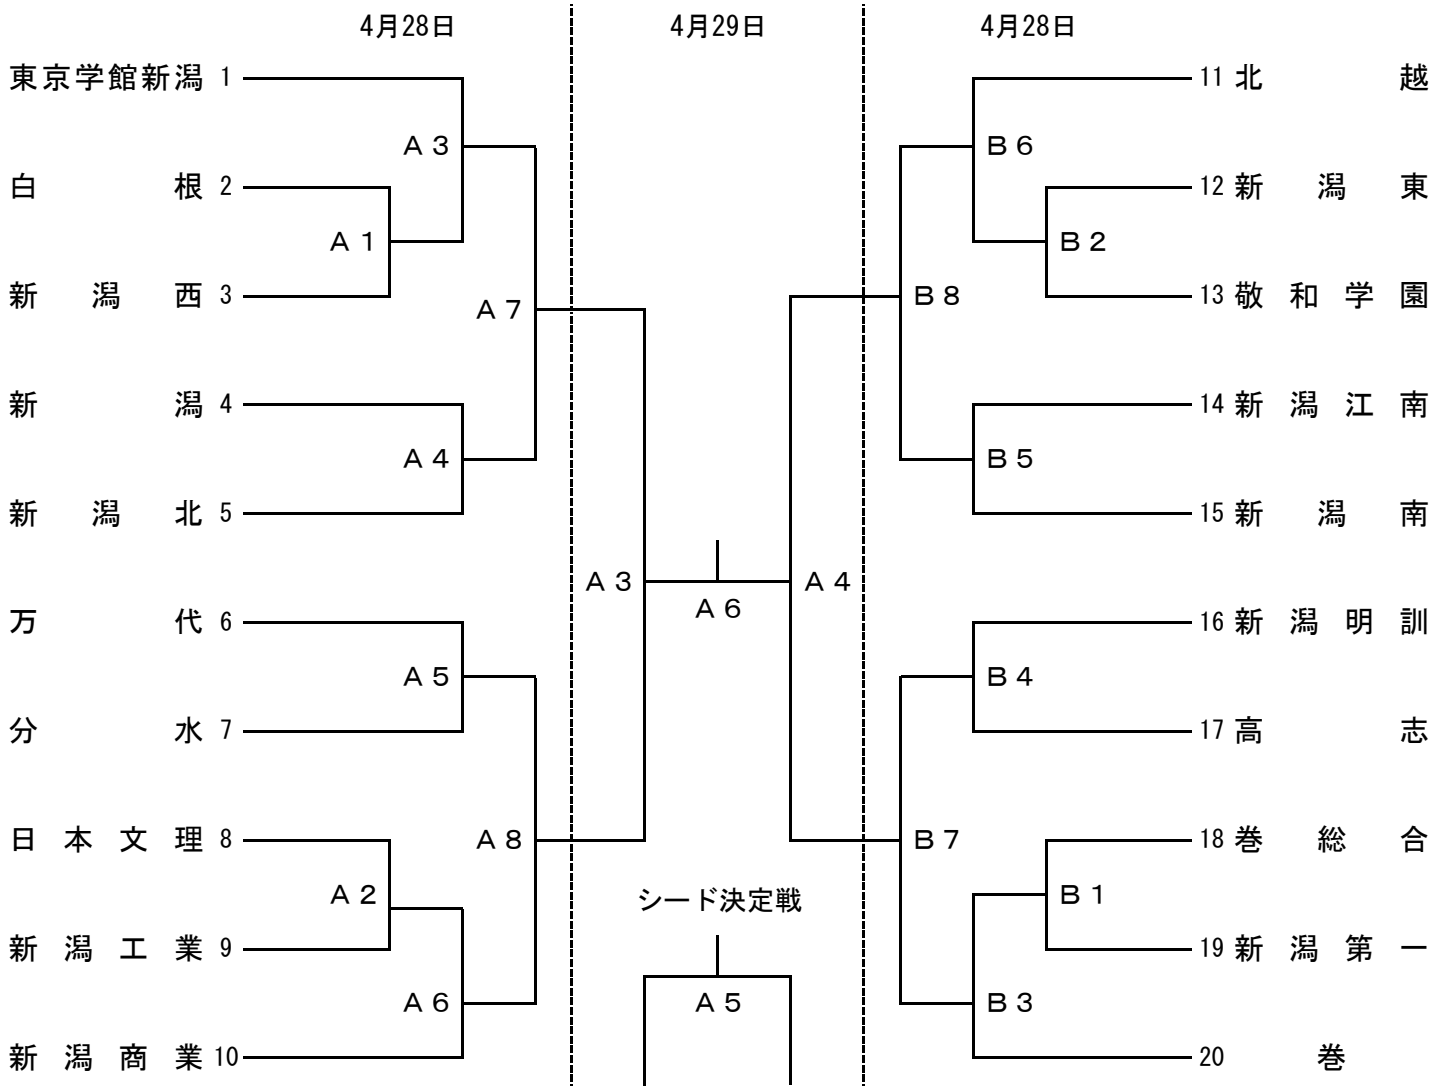 4月28日 4月29日 4月28日
東京学館新潟 1 11 北越
A3 B6
白根 2 12 新潟東
A1 B2
新潟西 3 B8 13 敬和学園
A7
新潟 4 14 新潟江南
A4 B5
新潟北 5 15 新潟南
A3 A4
A6
万代 6 16 新潟明訓
A5 B4
分水 7 17 高志
日本文理 8 A8 B7 18 巻総合
A2 シード決定戦 B1
新潟工業 9 19 新潟第一
A6 A5 B3
新潟商業 10 20 巻